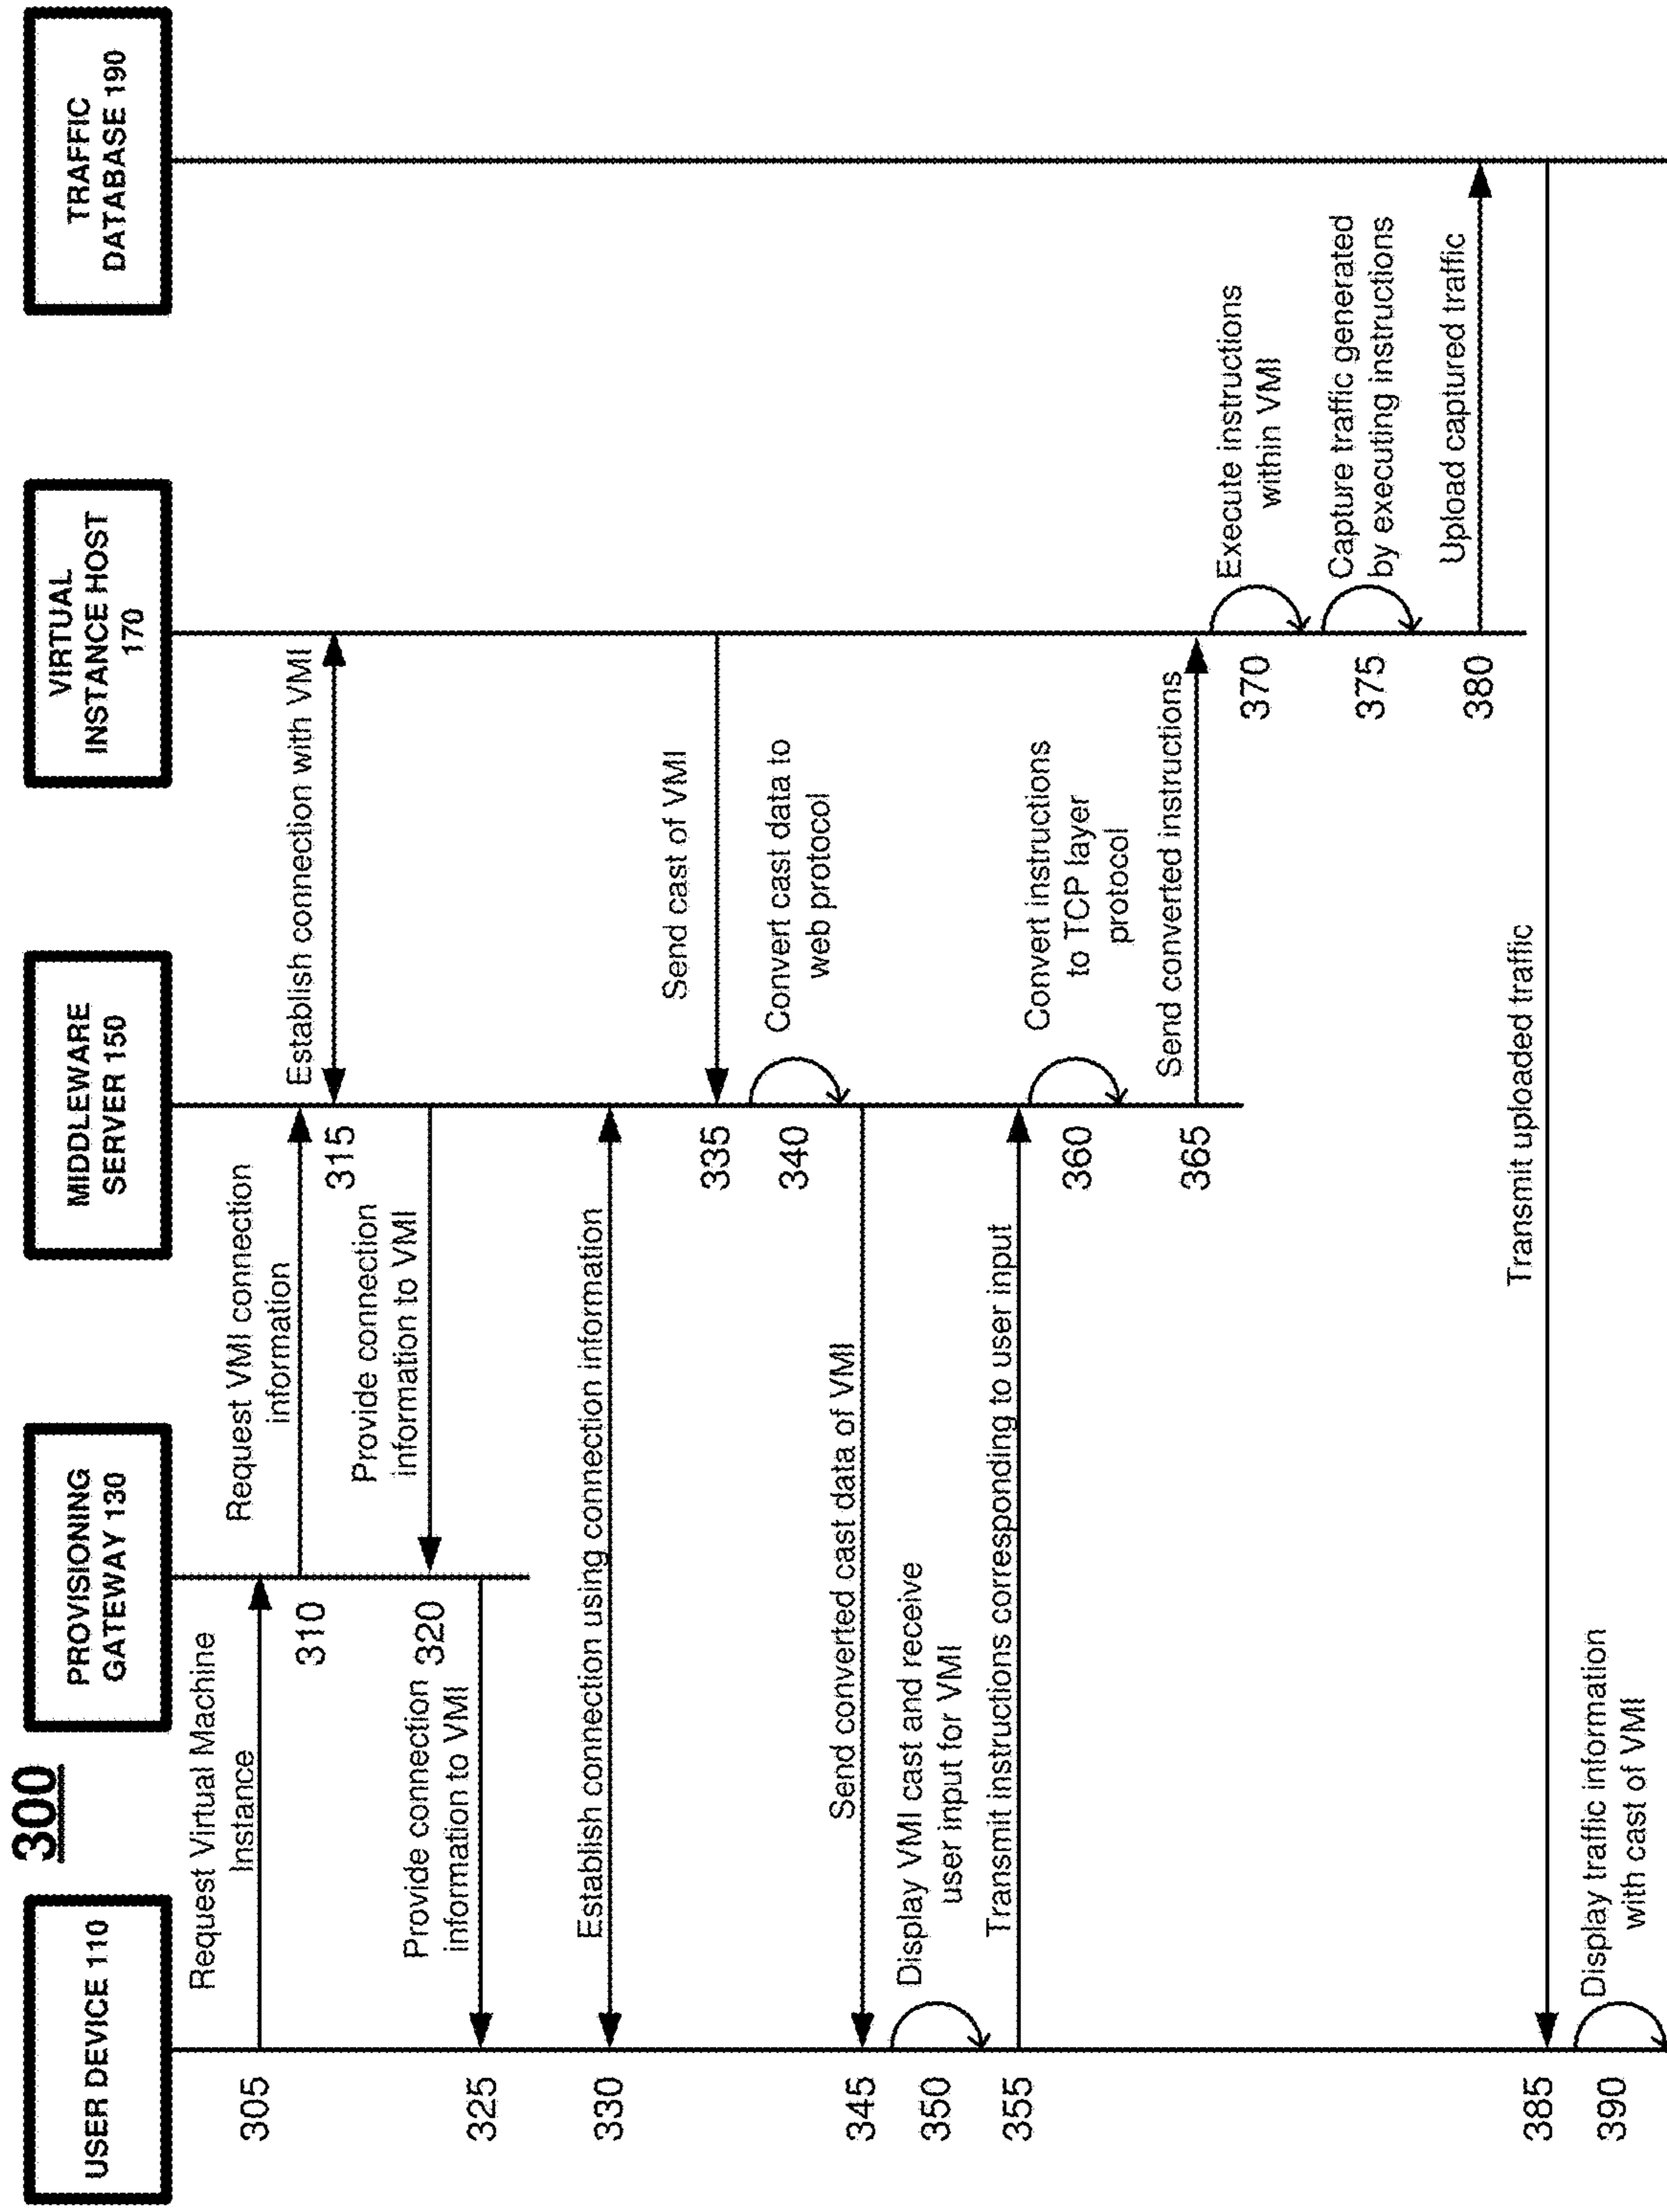 300
USER DEVICE 110
PROVISIONING
GATEWAY 130
MIDDLEWARE
SERVER 150
VIRTUAL
INSTANCE HOST
170
TRAFFIC
DATABASE 190
305
Request Virtual Machine
Instance
310
Request VMI connection
information
315
Establish connection with VMI
320
Provide connection
information to VMI
325
Provide connection
information to VMI
330
Establish connection using connection information
335
Send cast of VMI
340
Convert cast data to
web protocol
345
Send converted cast data of VMI
350
Display VMI cast and receive
user input for VMI
355
Transmit instructions corresponding to user input
360
Convert instructions
to TCP layer
protocol
365
Send converted instructions
370
Execute instructions
within VMI
375
Capture traffic generated
by executing instructions
380
Upload captured traffic
385
Transmit uploaded traffic
390
Display traffic information
with cast of VMI